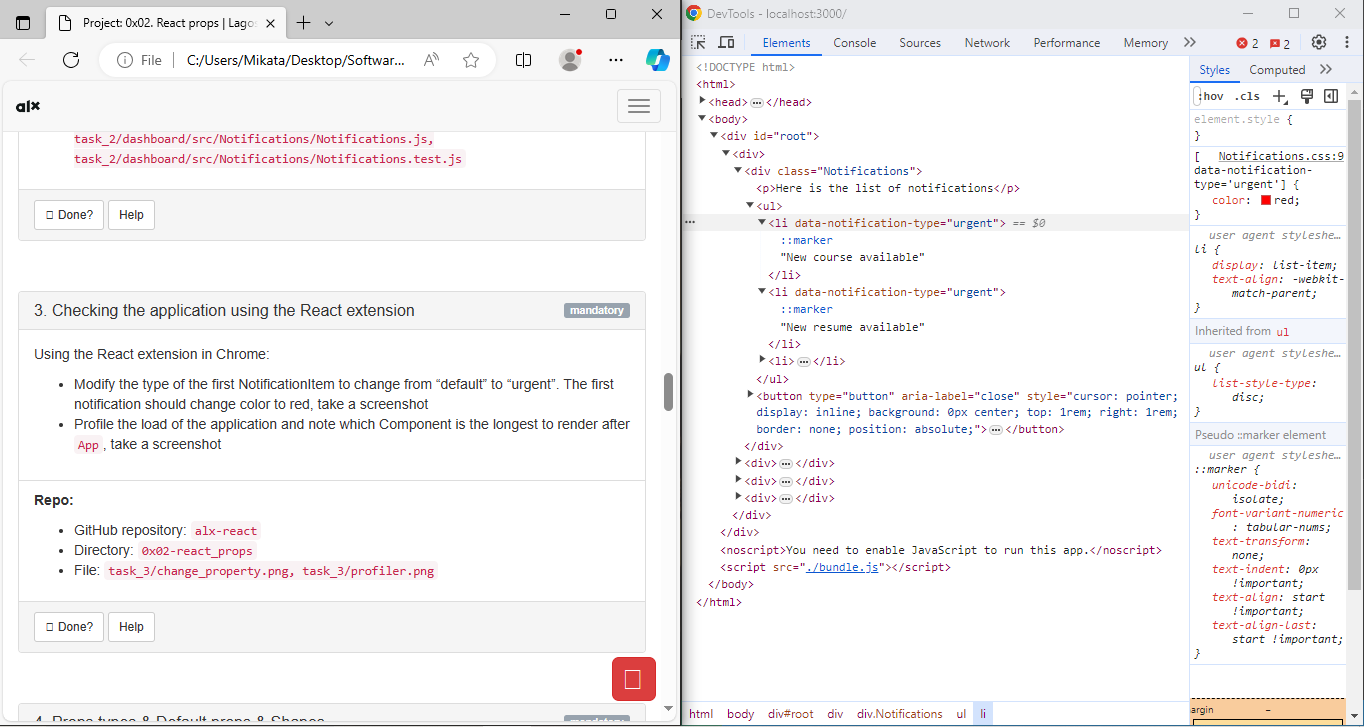 Project: 0x02. React props | Lagos
File
C:/Users/Mikata/Desktop/Softwar...
alx
task_2/dashboard/src/Notifications/Notifications.js,
task_2/dashboard/src/Notifications/Notifications.test.js
Done?
Help
3. Checking the application using the React extension
mandatory
Using the React extension in Chrome:
• Modify the type of the first NotificationItem to change from “default” to “urgent”. The first
notification should change color to red, take a screenshot
• Profile the load of the application and note which Component is the longest to render after
App , take a screenshot
Repo:
• GitHub repository: alx-react
• Directory: 0x02-react_props
• File: task_3/change_property.png, task_3/profiler.png
Done?
Help
4. Props types & Default props & Shapes
mandatory
DevTools - localhost:3000/
Elements
Console
Sources
Network
Performance
Memory
2
2
<!DOCTYPE html>
<html>
<head>…</head>
<body>
<div id="root">
<div>
<div class="Notifications">
<p>Here is the list of notifications</p>
<ul>
… <li data-notification-type="urgent"> == $0
::marker
"New course available"
</li>
<li data-notification-type="urgent">
::marker
"New resume available"
</li>
<li>…</li>
</ul>
<button type="button" aria-label="close" style="cursor: pointer;
display: inline; background: 0px center; top: 1rem; right: 1rem;
border: none; position: absolute;">…</button>
</div>
<div>…</div>
<div>…</div>
<div>…</div>
</div>
</div>
<noscript>You need to enable JavaScript to run this app.</noscript>
<script src="./bundle.js"></script>
</body>
</html>
html body div#root div div.Notifications ul li
Styles
Computed
:hov .cls
element.style {
}
[ Notifications.css:9
data-notification-
type='urgent'] {
color: red;
}
user agent styleshe…
li {
display: list-item;
text-align: -webkit-
match-parent;
}
Inherited from ul
user agent styleshe…
ul {
list-style-type:
disc;
}
Pseudo ::marker element
user agent styleshe…
::marker {
unicode-bidi:
isolate;
font-variant-numeric
: tabular-nums;
text-transform:
none;
text-indent: 0px
!important;
text-align: start
!important;
text-align-last:
start !important;
}
argin
-